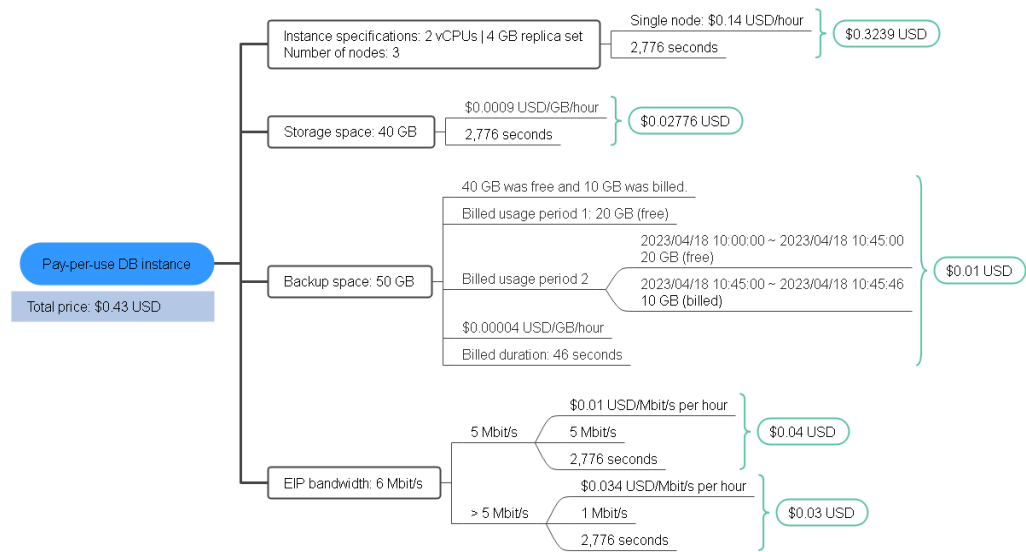 Pay-per-use DB instance
Total price: $0.43 USD
Instance specifications: 2 vCPUs | 4 GB replica set
Number of nodes: 3
Single node: $0.14 USD/hour
2,776 seconds
$0.3239 USD
Storage space: 40 GB
$0.0009 USD/GB/hour
2,776 seconds
$0.02776 USD
Backup space: 50 GB
40 GB was free and 10 GB was billed.
Billed usage period 1: 20 GB (free)
Billed usage period 2
2023/04/18 10:00:00 ~ 2023/04/18 10:45:00
20 GB (free)
2023/04/18 10:45:00 ~ 2023/04/18 10:45:46
10 GB (billed)
$0.00004 USD/GB/hour
Billed duration: 46 seconds
$0.01 USD
EIP bandwidth: 6 Mbit/s
5 Mbit/s
$0.01 USD/Mbit/s per hour
5 Mbit/s
2,776 seconds
$0.04 USD
> 5 Mbit/s
$0.034 USD/Mbit/s per hour
1 Mbit/s
2,776 seconds
$0.03 USD